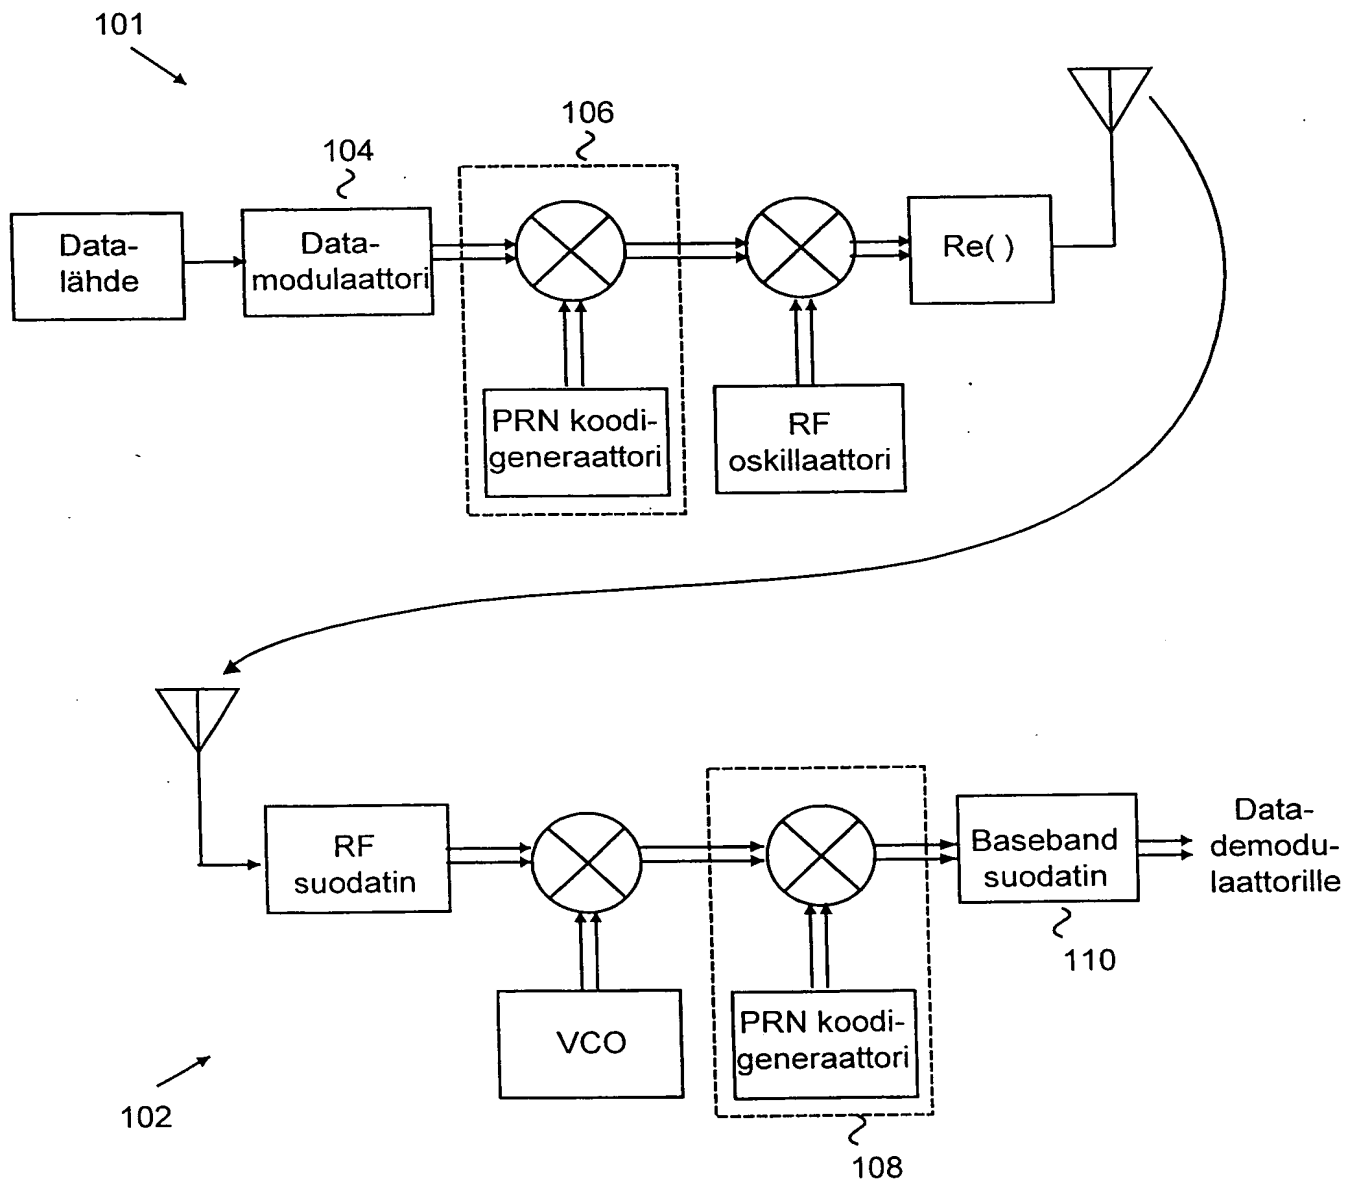 101
106
104
Data-
lähde
Data-
modulaattori
Re( )
PRN koodi-
generaattori
RF
oskillaattori
RF
suodatin
Baseband
suodatin
Data-
demodu-
laattorille
110
VCO
PRN koodi-
generaattori
102
108